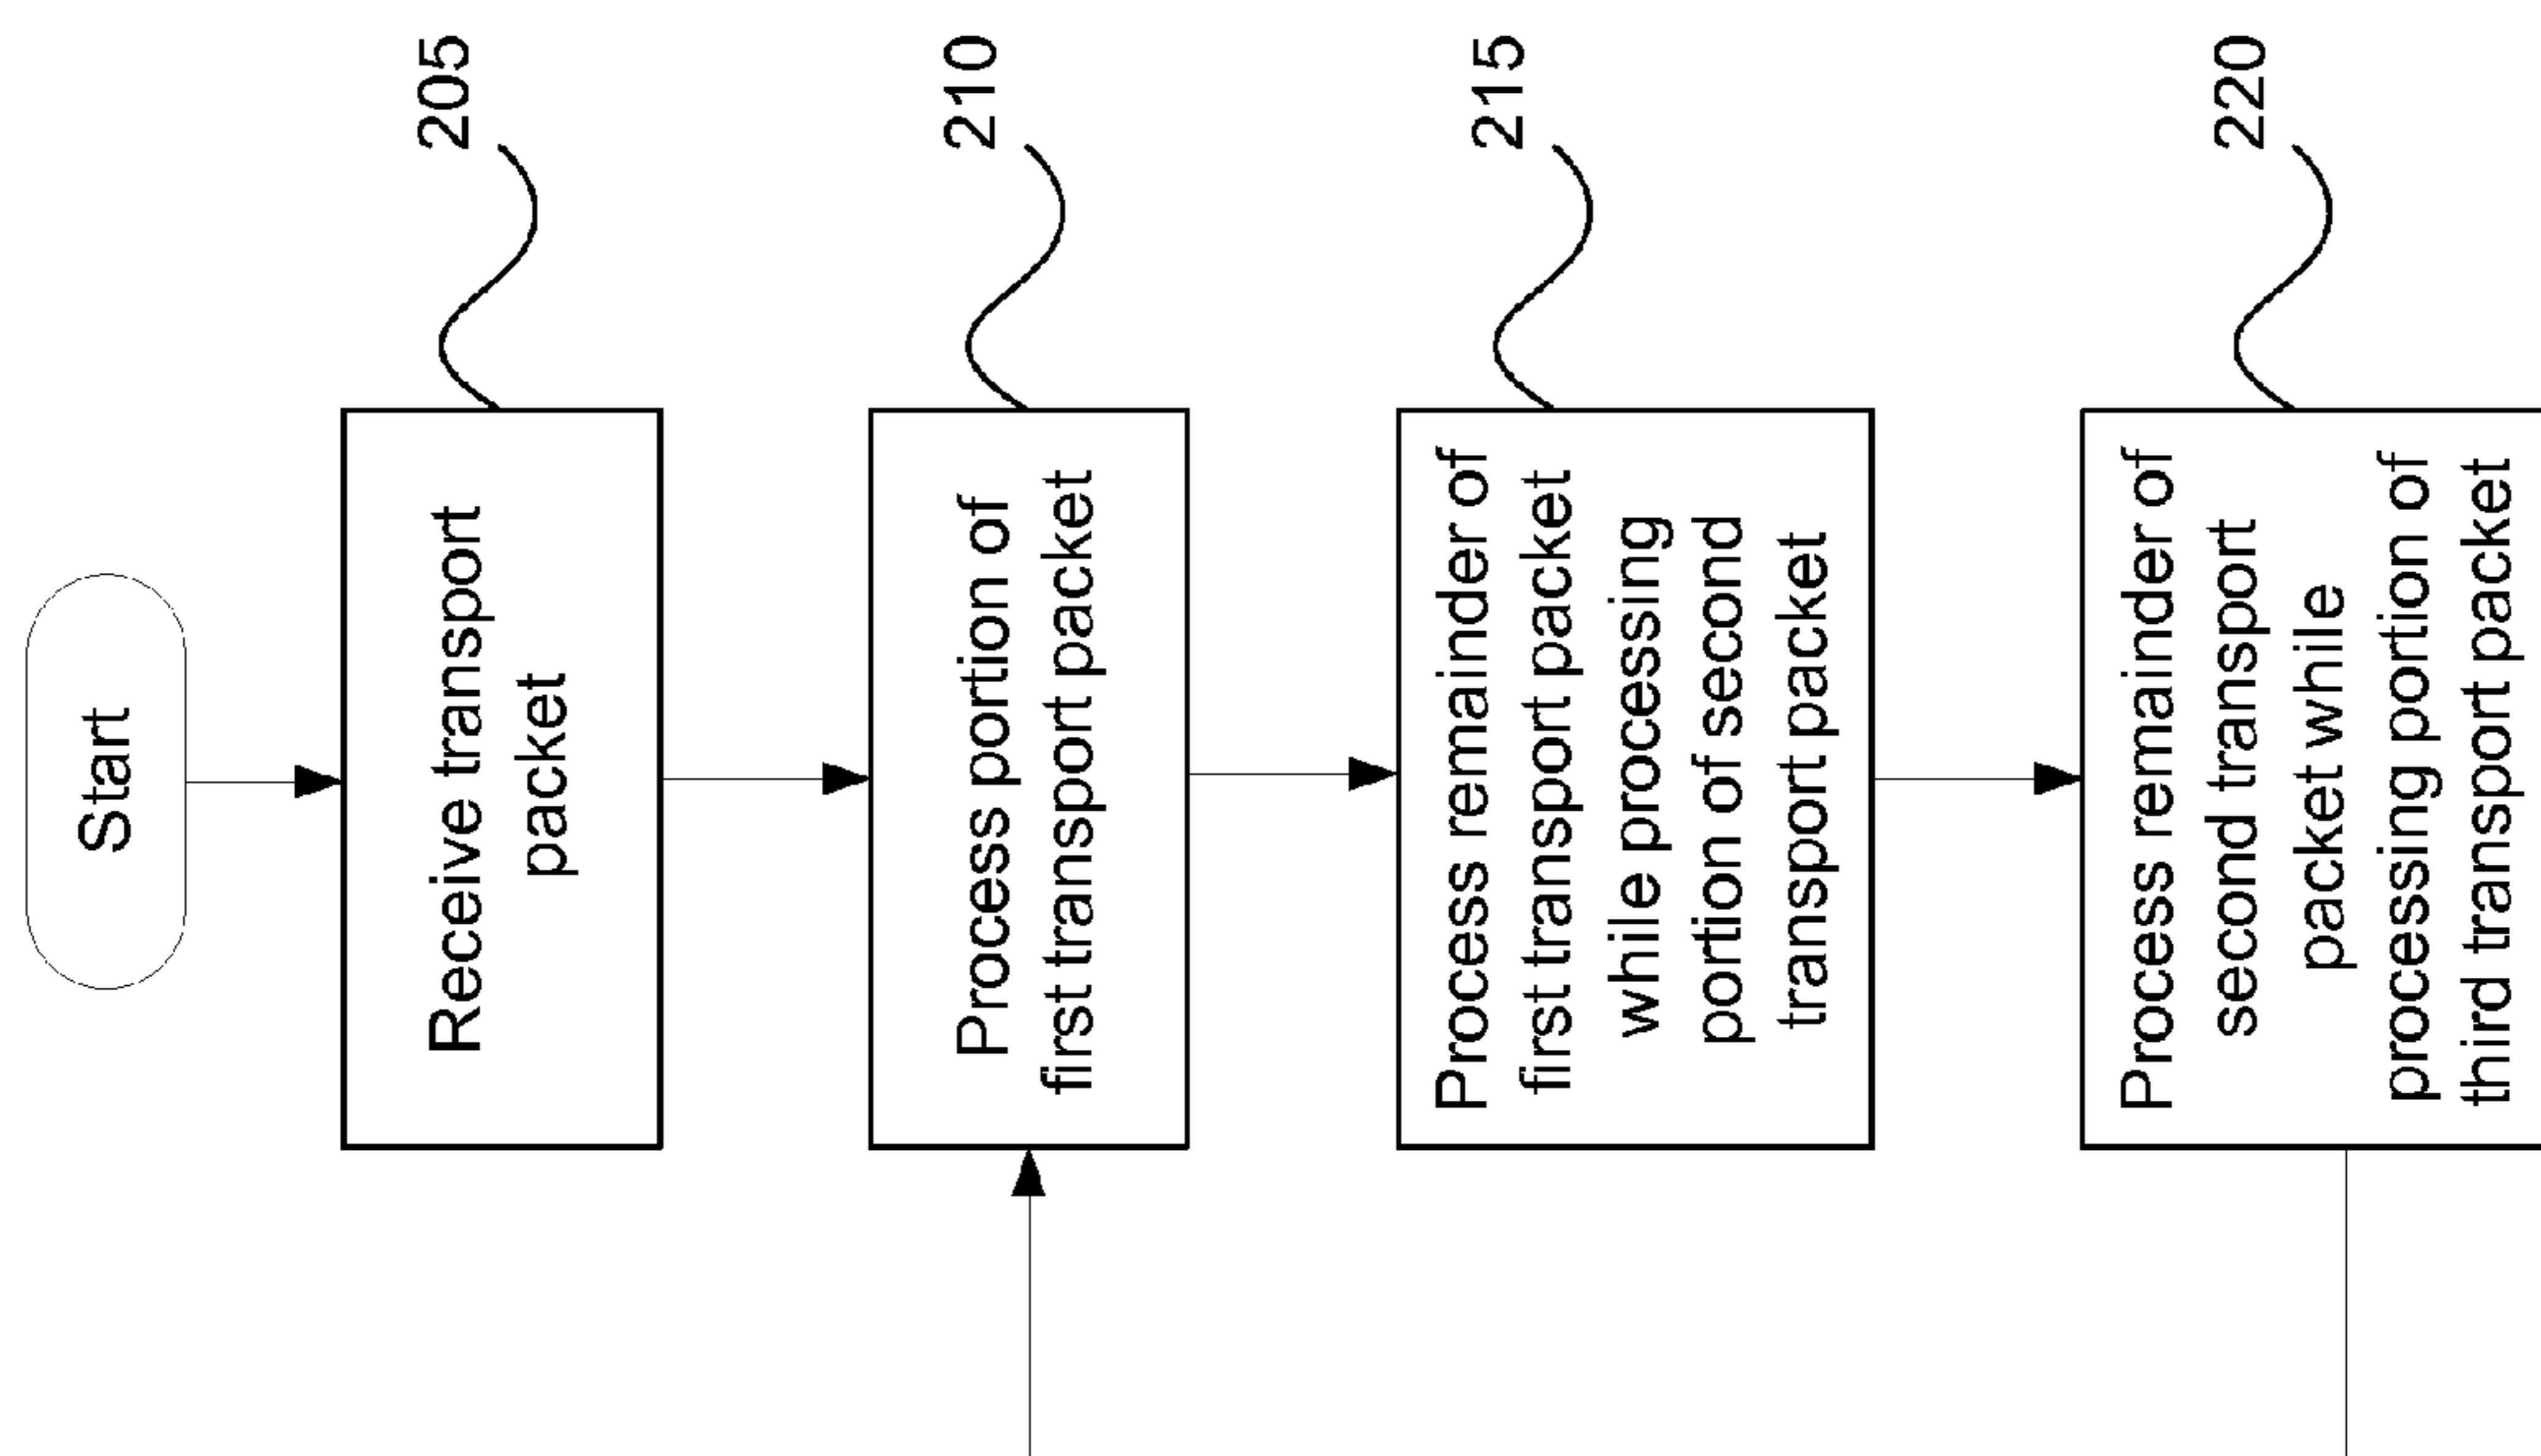 Start
Receive transport
packet
205
Process portion of
first transport packet
210
Process remainder of
first transport packet
while processing
portion of second
transport packet
215
Process remainder of
second transport
packet while
processing portion of
third transport packet
220